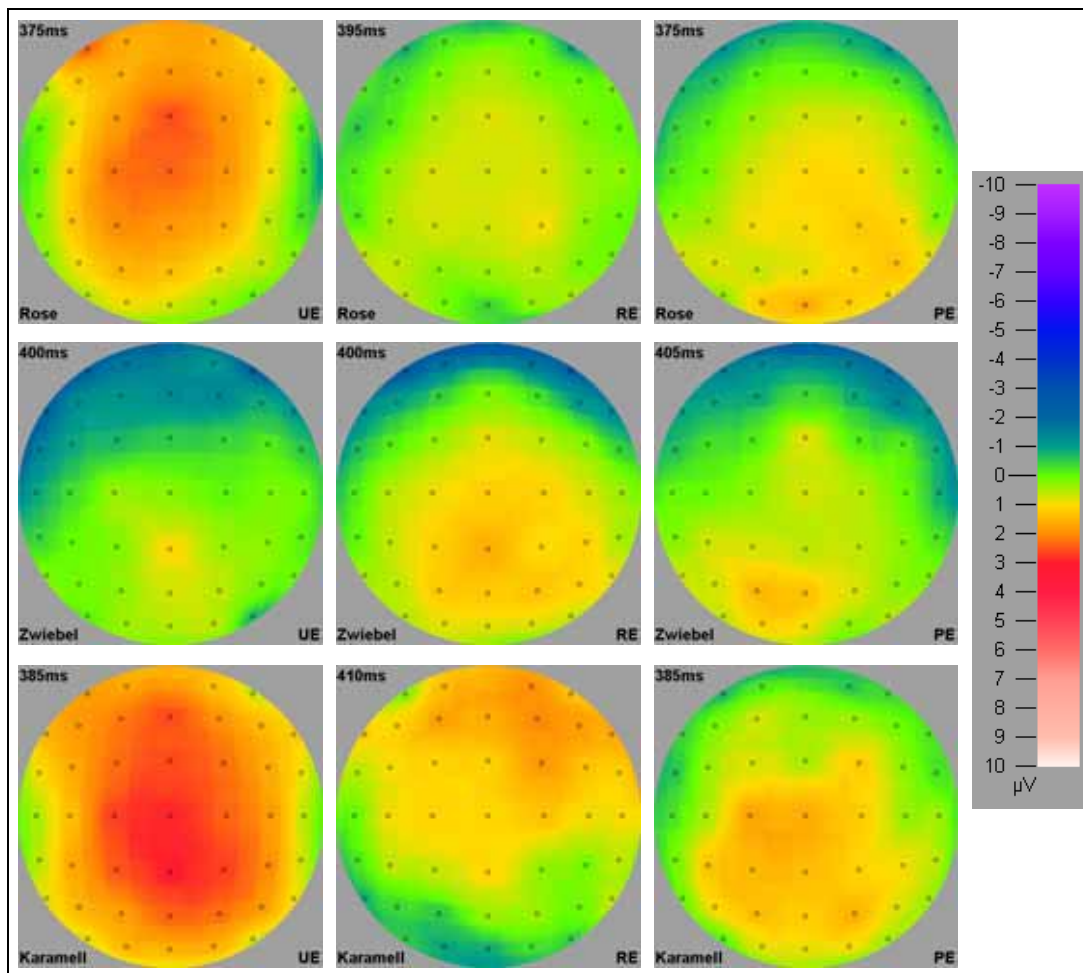 375ms
Rose UE
395ms
Rose RE
375ms
Rose PE
400ms
Zwiebel UE
400ms
Zwiebel RE
405ms
Zwiebel PE
385ms
Karamell UE
410ms
Karamell RE
385ms
Karamell PE
-10
-9
-8
-7
-6
-5
-4
-3
-2
-1
0
1
2
3
4
5
6
7
8
9
10
µV